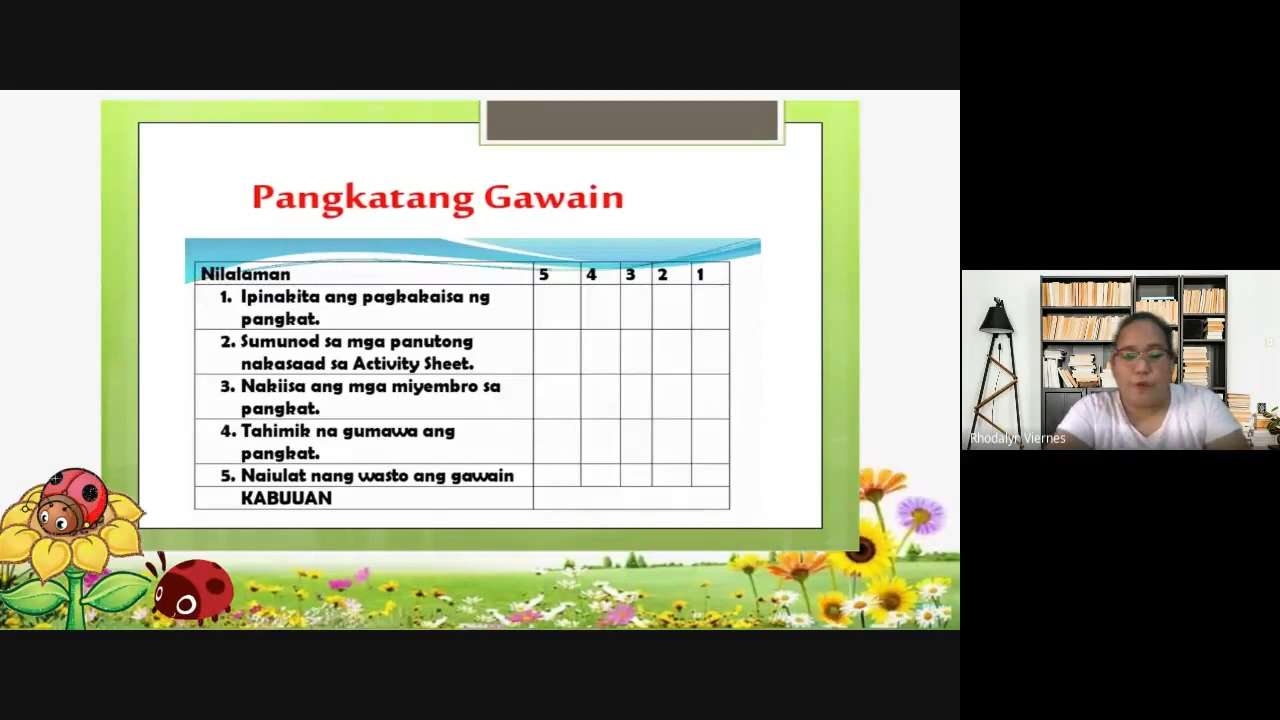 Pangkatang Gawain
Nilalaman 5 4 3 2 1
1. Ipinakita ang pagkakaisa ng
pangkat.
2. Sumunod sa mga panutong
nakasaad sa Activity Sheet.
3. Nakiisa ang mga miyembro sa
pangkat.
4. Tahimik na gumawa ang
pangkat.
5. Naiulat nang wasto ang gawain
KABUUAN
Rhodalyn Viernes